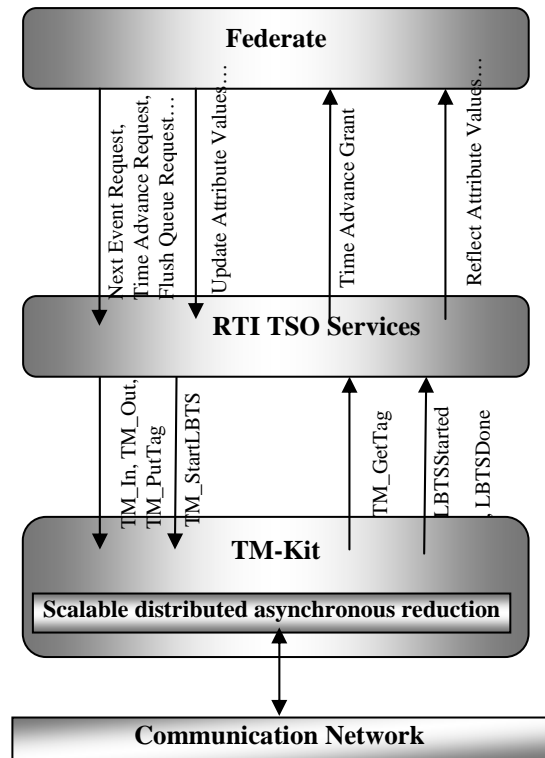 Federate
Next Event Request,
Time Advance Request,
Flush Queue Request…
Update Attribute Values…
Time Advance Grant
Reflect Attribute Values…
RTI TSO Services
TM_In, TM_Out,
TM_PutTag
TM_StartLBTS
TM_GetTag
LBTSStarted
, LBTSDone
TM-Kit
Scalable distributed asynchronous reduction
Communication Network